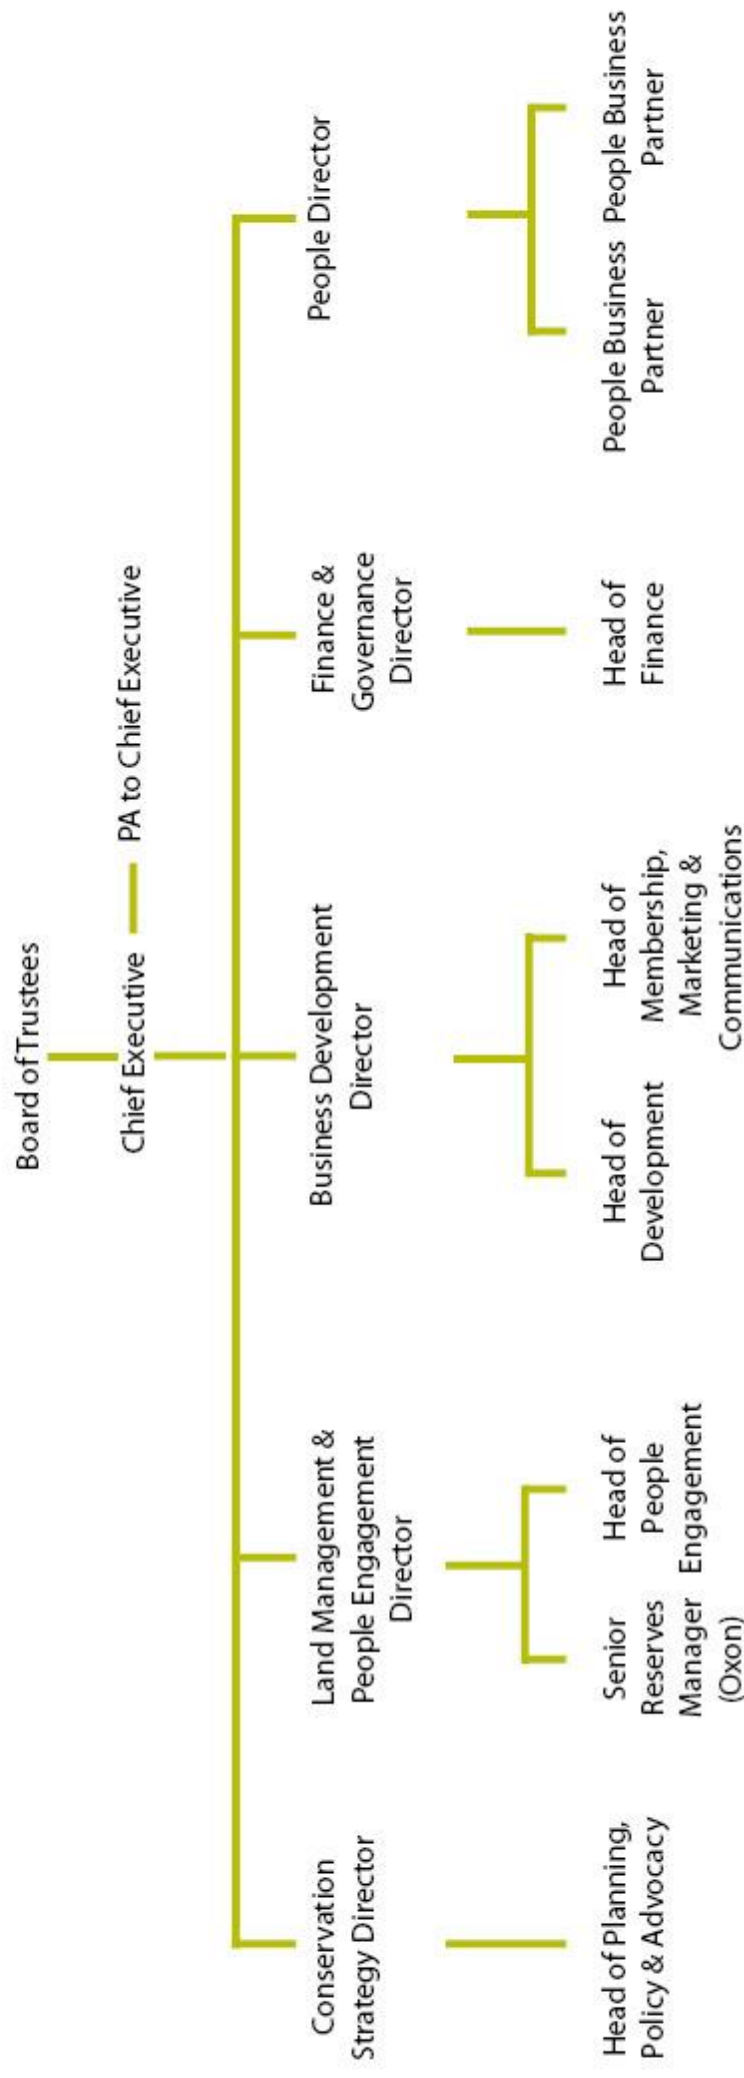 Board of Trustees
Chief Executive
PA to Chief Executive
Conservation
Strategy Director
Land Management &
People Engagement
Director
Business Development
Director
Finance &
Governance
Director
People Director
Head of Planning,
Policy & Advocacy
Senior
Reserves
Manager
(Oxon)
Head of
People
Engagement
Head of
Development
Head of
Membership,
Marketing &
Communications
Head of
Finance
People Business
Partner
People Business
Partner